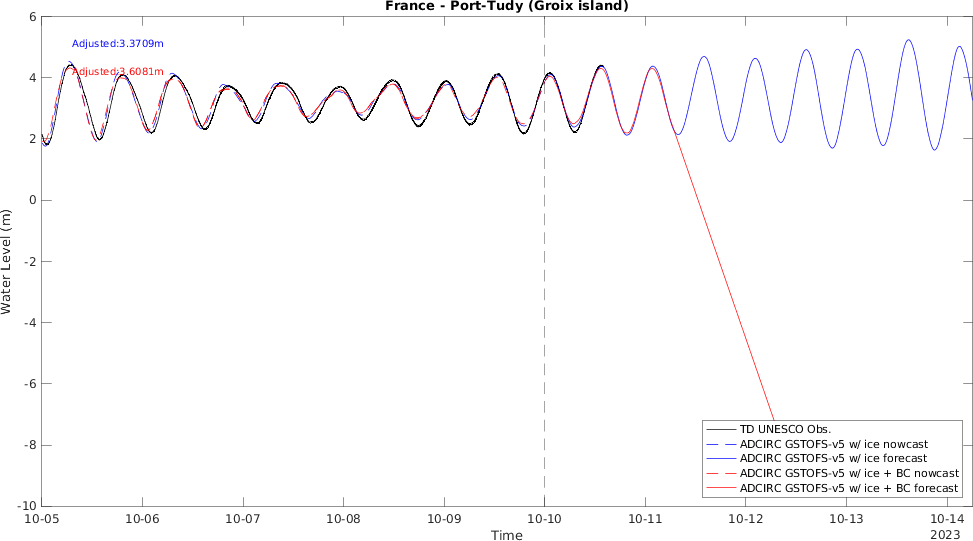 France - Port-Tudy (Groix island)
6
Adjusted:3.3709m
Adjusted:3.6081m
4
2
0
-2
-4
-6
-8
-10
Water Level (m)
TD UNESCO Obs.
ADCIRC GSTOFS-v5 w/ ice nowcast
ADCIRC GSTOFS-v5 w/ ice forecast
ADCIRC GSTOFS-v5 w/ ice + BC nowcast
ADCIRC GSTOFS-v5 w/ ice + BC forecast
10-05 10-06 10-07 10-08 10-09 10-10 10-11 10-12 10-13 10-14
Time
2023